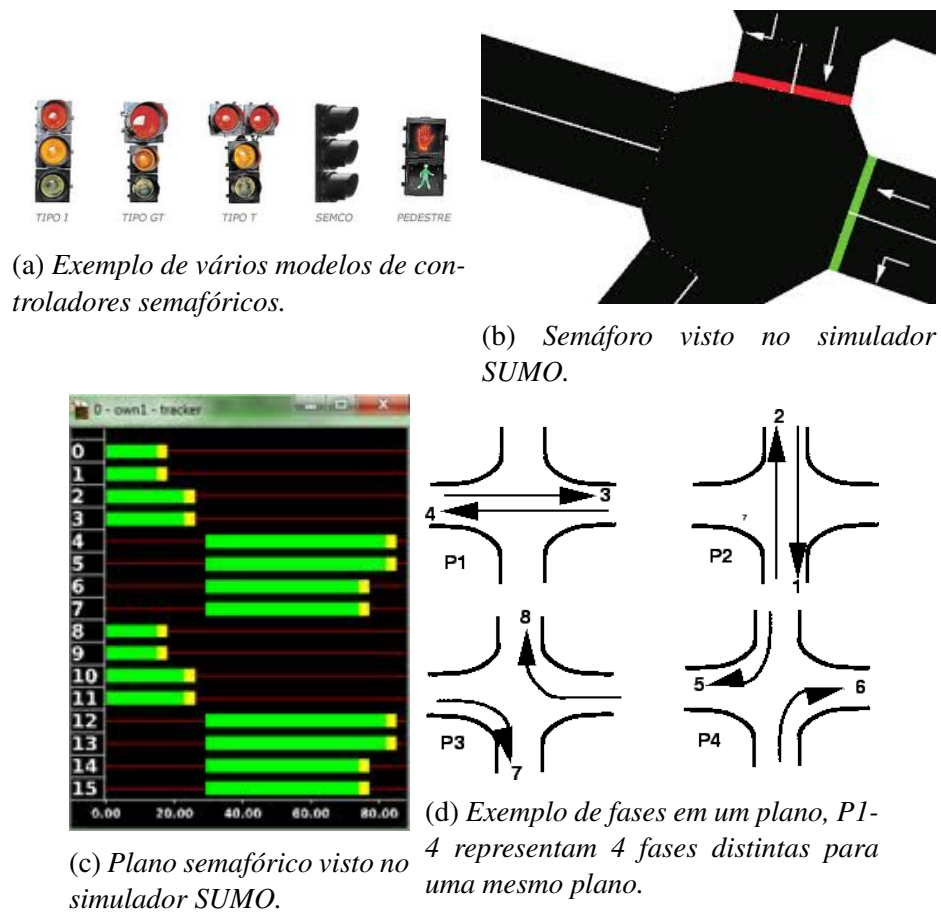 TIPO I TIPO GT TIPO T SEMCO PEDESTRE
(a) Exemplo de vários modelos de con-
troladores semafóricos.
(b) Semáforo visto no simulador
SUMO.
0 - own1 - tracker
0
1
2
3
4
5
6
7
8
9
10
11
12
13
14
15
0.00 20.00 40.00 60.00 80.00
(c) Plano semafórico visto no
simulador SUMO.
2
3
4
P1
7
P2
1
8
P3
7
5
6
P4
(d) Exemplo de fases em um plano, P1-
4 representam 4 fases distintas para
uma mesmo plano.